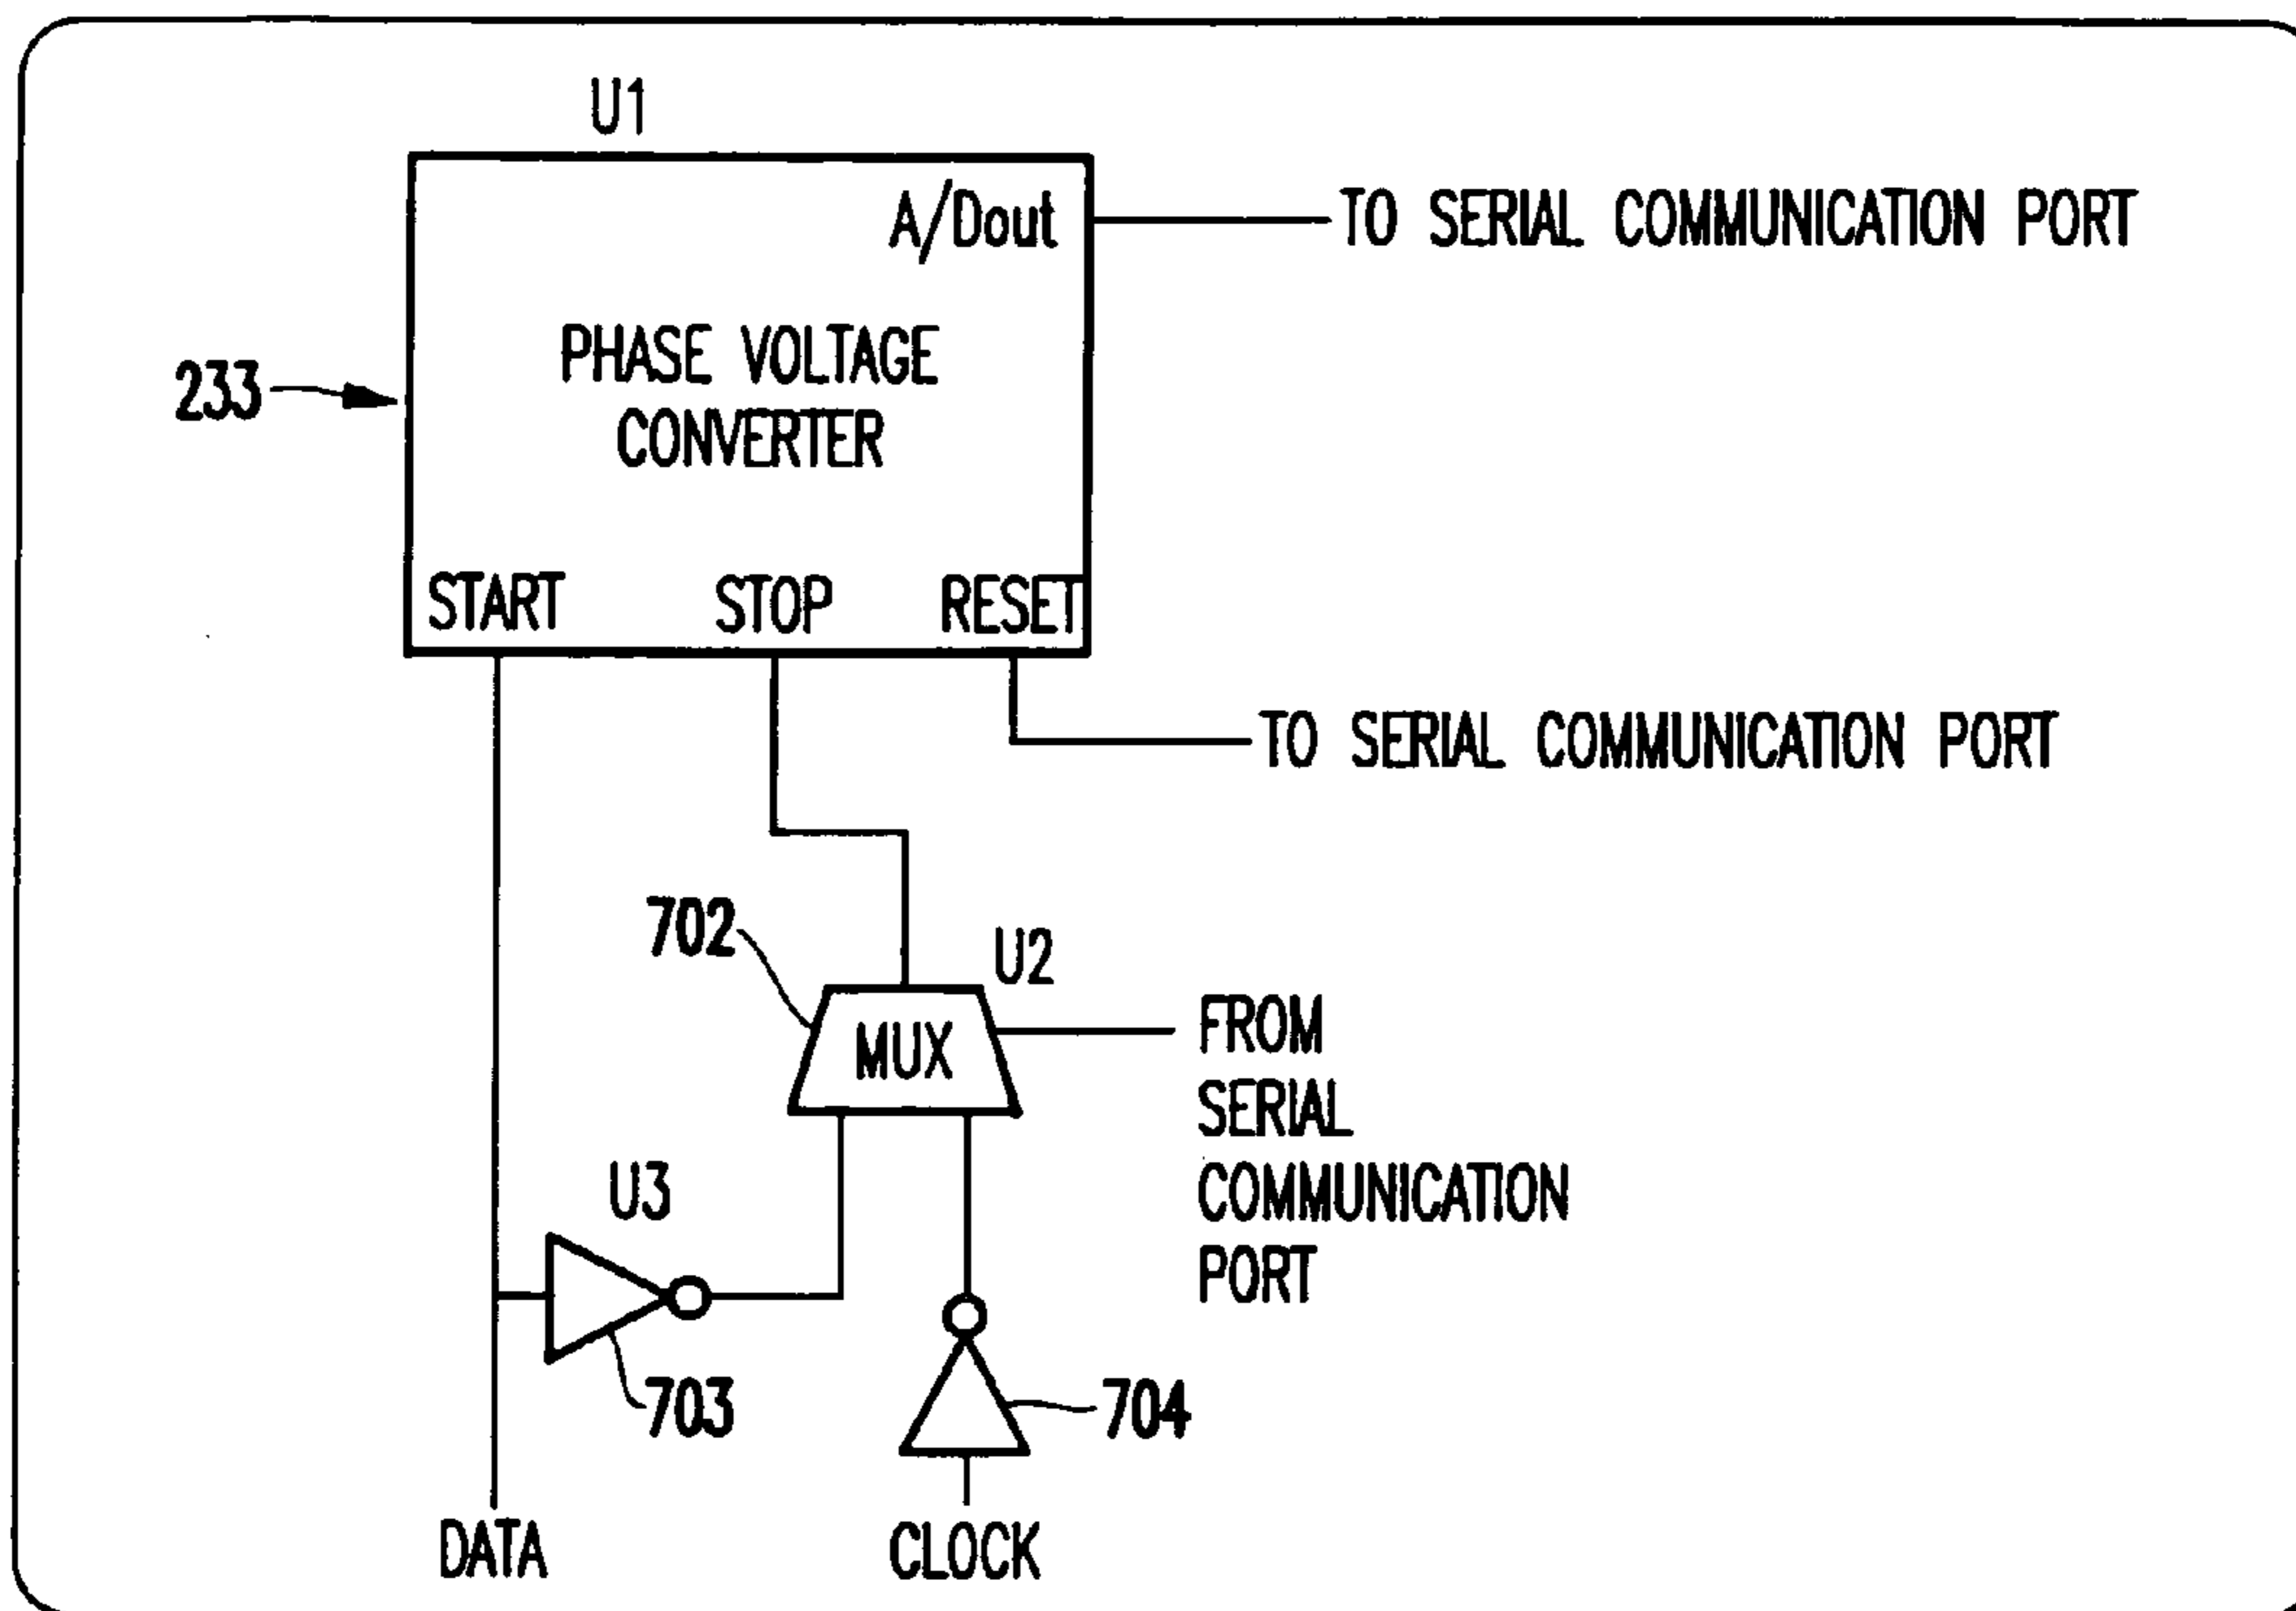 U1
A/Dout
TO SERIAL COMMUNICATION PORT
PHASE VOLTAGE
CONVERTER
233
START
STOP
RESET
TO SERIAL COMMUNICATION PORT
702
U2
MUX
FROM
SERIAL
COMMUNICATION
PORT
U3
703
704
DATA
CLOCK